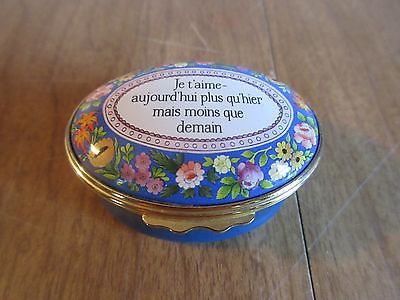 Je t'aime-
aujourd'hui plus qu'hier
mais moins que
demain